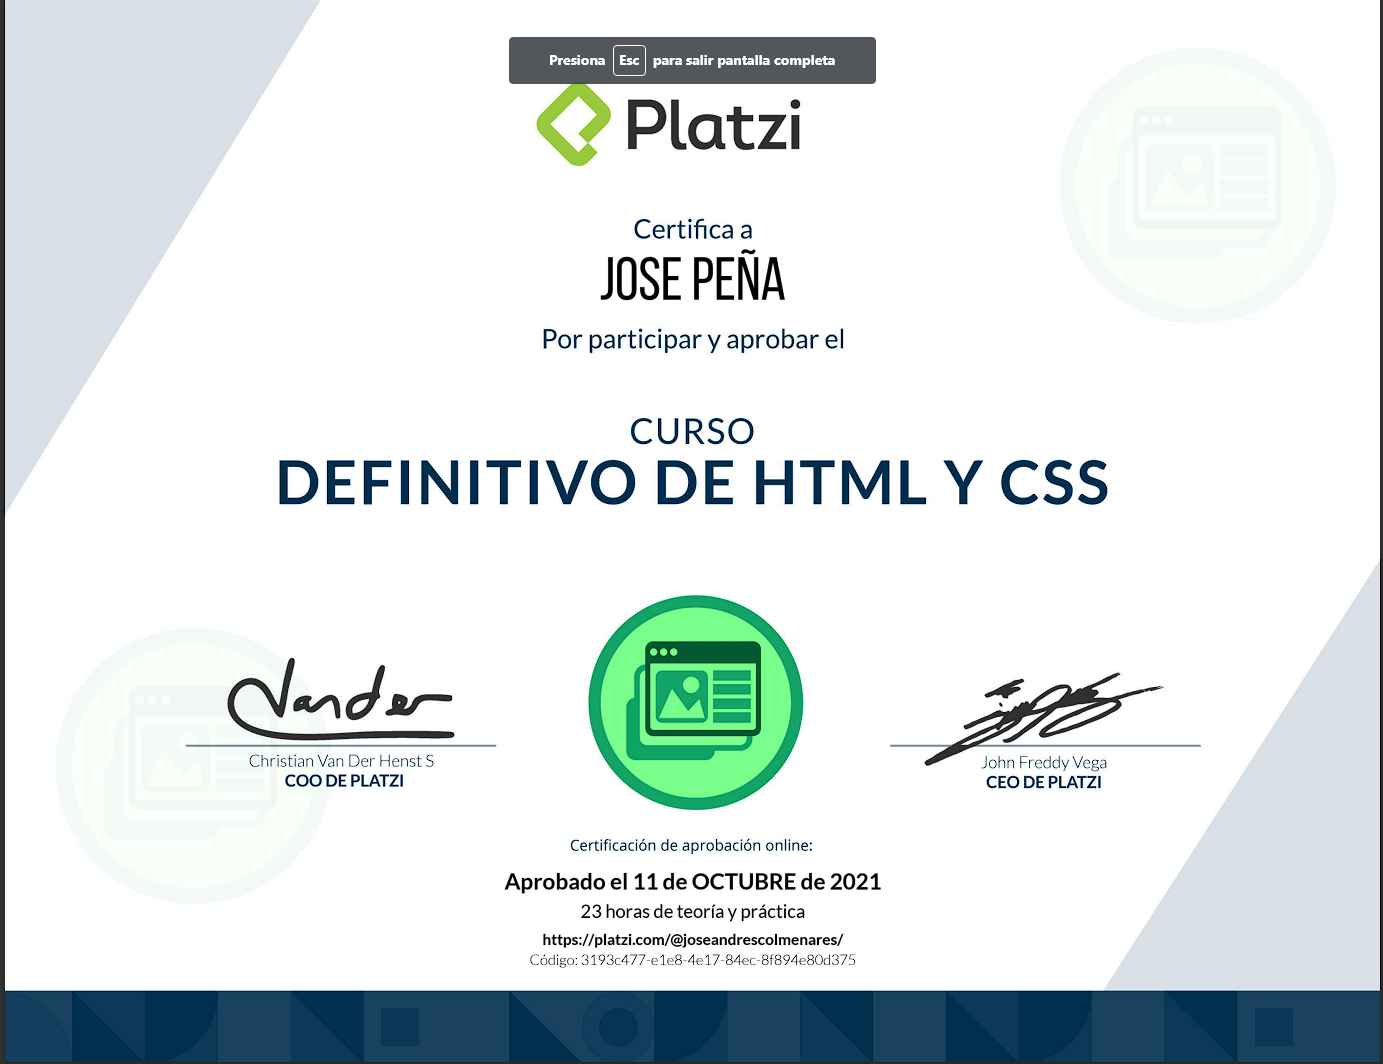 Presiona Esc para salir pantalla completa
Platzi
Certifica a
JOSE PEÑA
Por participar y aprobar el
CURSO
DEFINITIVO DE HTML Y CSS
Vander
Christian Van Der Henst S
COO DE PLATZI
John Freddy Vega
CEO DE PLATZI
Certificación de aprobación online:
Aprobado el 11 de OCTUBRE de 2021
23 horas de teoría y práctica
https://platzi.com/@joseandrescolmenares/
Código: 3193c477-e1e8-4e17-84ec-8f894e80d375